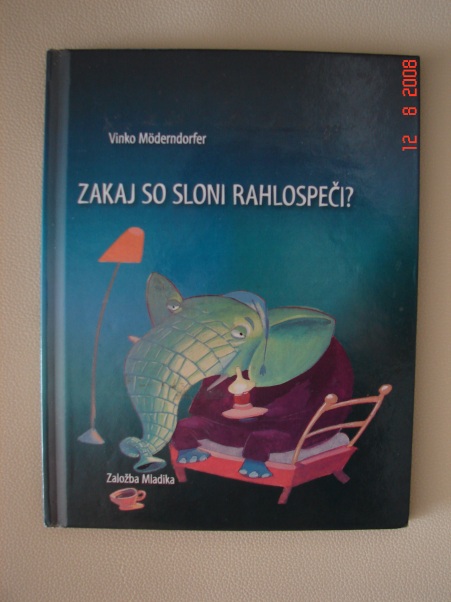 Vinko Möderndorfer
ZAKAJ SO SLONI RAHLOSPEČI?
Založba Mladika
12 8 2008